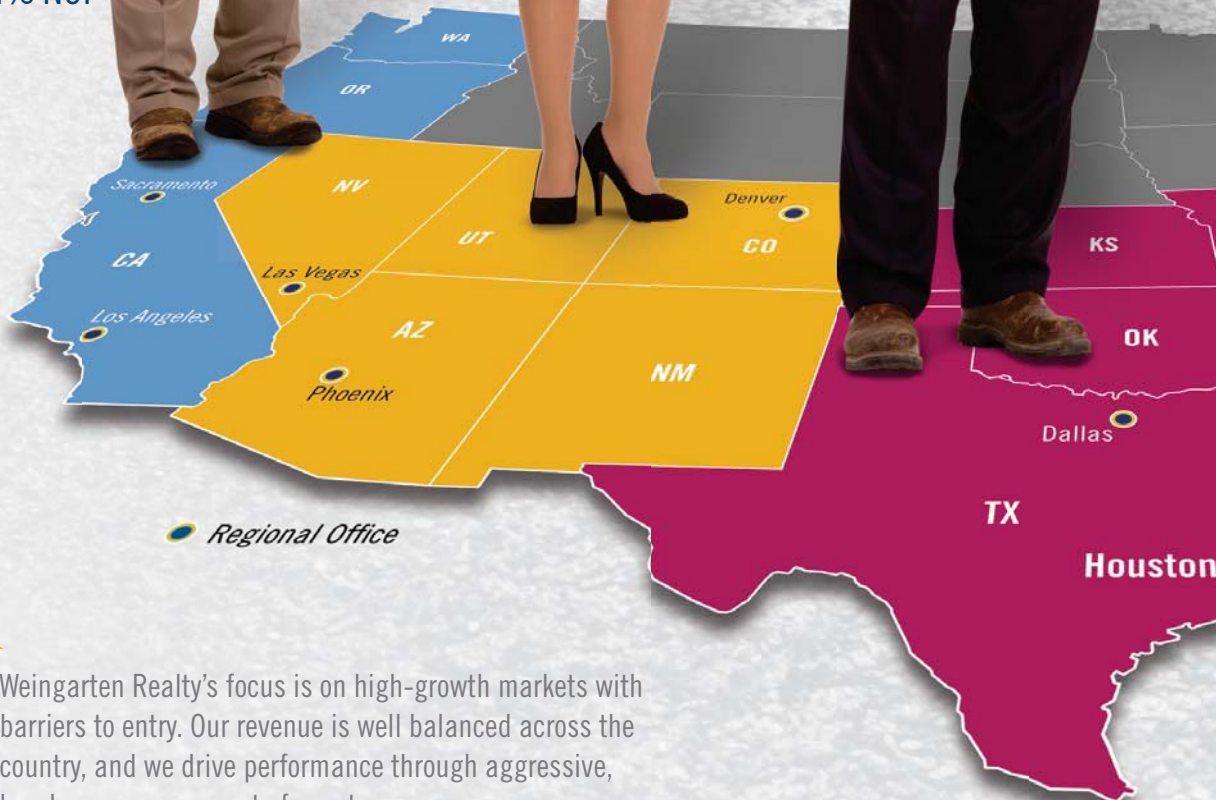 WA
OR
Sacramento
NV
Denver
CA
UT
CO
KS
Las Vegas
Los Angeles
AZ
OK
NM
Phoenix
Dallas
TX
Regional Office
Houston
Weingarten Realty’s focus is on high-growth markets with
barriers to entry. Our revenue is well balanced across the
country, and we drive performance through aggressive,